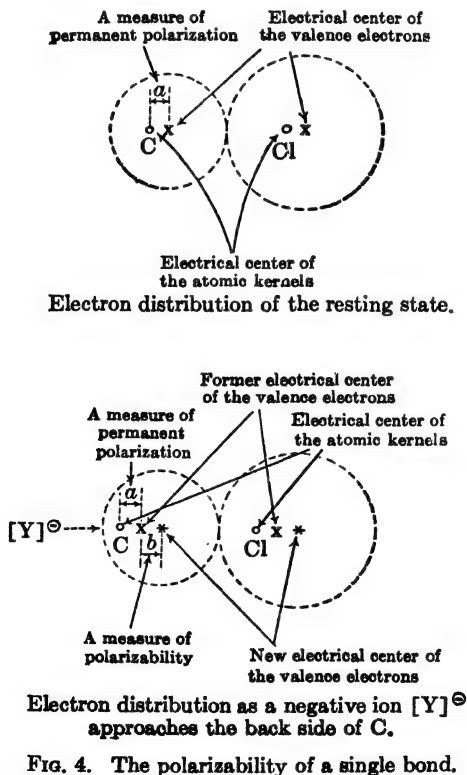 A measure of
permanent polarization
Electrical center of
the valence electrons
a
C
Cl
Electrical center of
the atomic kernels
Electron distribution of the resting state.
Former electrical center
of the valence electrons
A measure of
permanent
polarization
Electrical center of
the atomic kernels
a
[Y]⊖
C
b
Cl
A measure of
polarizability
New electrical center of
the valence electrons
Electron distribution as a negative ion [Y]⊖
approaches the back side of C.
FIG. 4. The polarizability of a single bond.